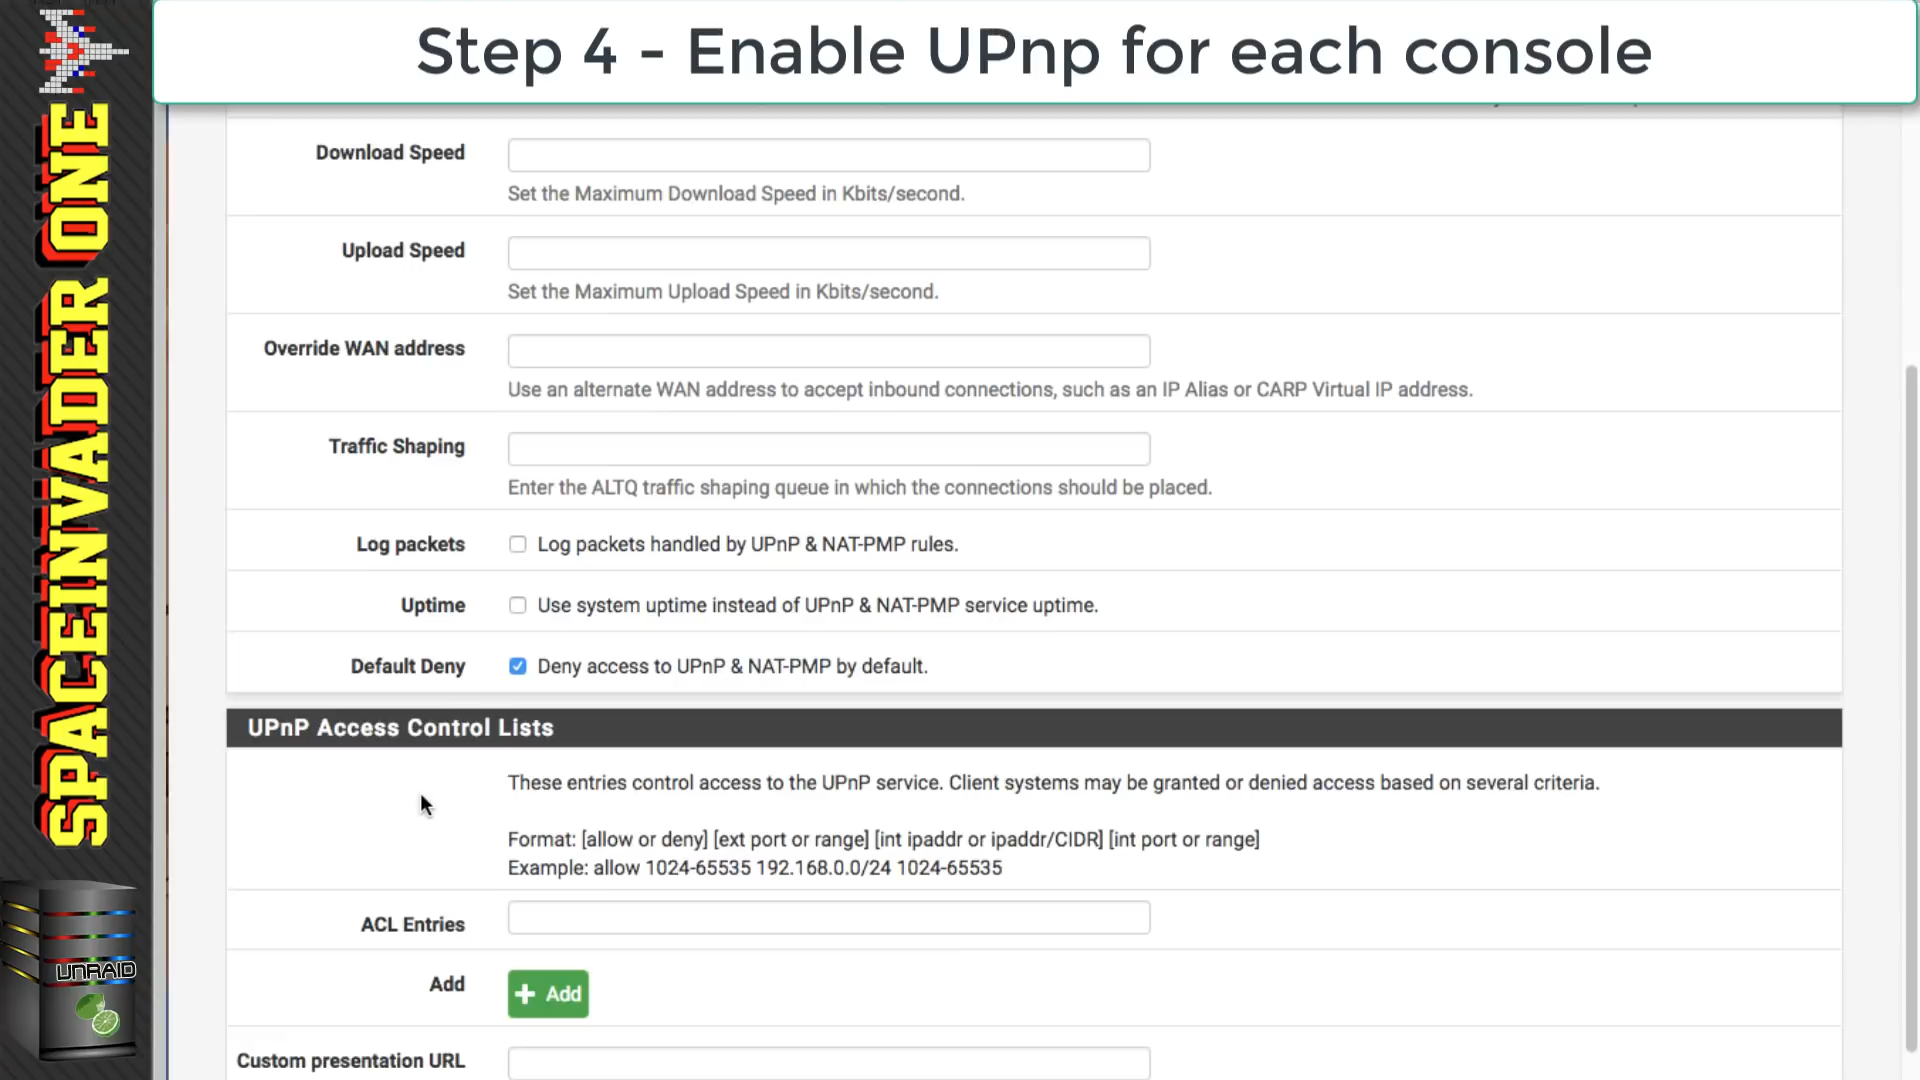 Step 4 - Enable UPnp for each console
SPACEINVADER ONE
Download Speed
Set the Maximum Download Speed in Kbits/second.
Upload Speed
Set the Maximum Upload Speed in Kbits/second.
Override WAN address
Use an alternate WAN address to accept inbound connections, such as an IP Alias or CARP Virtual IP address.
Traffic Shaping
Enter the ALTQ traffic shaping queue in which the connections should be placed.
Log packets Log packets handled by UPnP & NAT-PMP rules.
Uptime Use system uptime instead of UPnP & NAT-PMP service uptime.
Default Deny Deny access to UPnP & NAT-PMP by default.
UPnP Access Control Lists
These entries control access to the UPnP service. Client systems may be granted or denied access based on several criteria.
Format: [allow or deny] [ext port or range] [int ipaddr or ipaddr/CIDR] [int port or range]
Example: allow 1024-65535 192.168.0.0/24 1024-65535
ACL Entries
Add + Add
Custom presentation URL
UNRAID